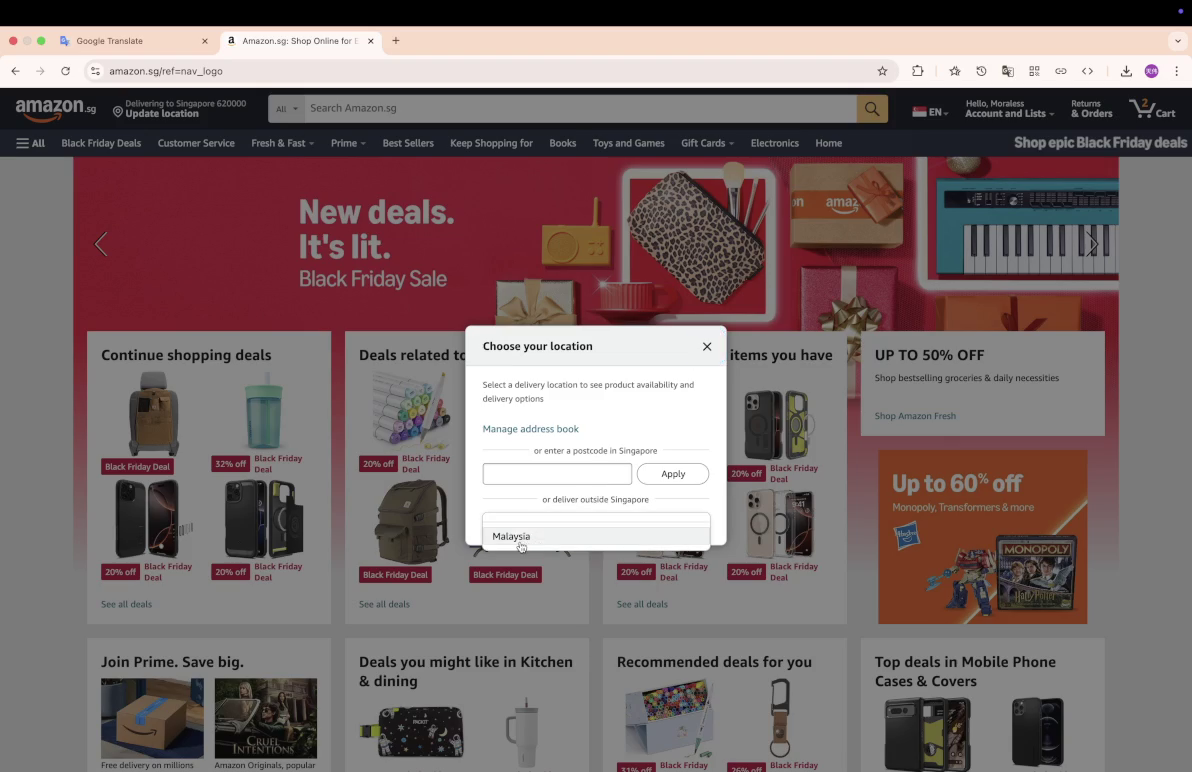 Google Translate
Amazon.sg: Shop Online for E
amazon.sg/ref=nav_logo
amazon.sg
Delivering to Singapore 620000
Update location
All
Search Amazon.sg
EN
Hello, Moraless
Account and Lists
Returns
& Orders
2
Cart
All
Black Friday Deals
Customer Service
Fresh & Fast
Prime
Best Sellers
Keep Shopping for
Books
Toys and Games
Gift Cards
Electronics
Home
Shop epic Black Friday deals
New deals.
It's lit.
Black Friday Sale
Choose your location
Select a delivery location to see product availability and
delivery options
Manage address book
or enter a postcode in Singapore
Apply
or deliver outside Singapore
Malaysia
Continue shopping deals
Black Friday Deal
32% off
Black Friday
Deal
20% off
Black Friday
Deal
20% off
Black Friday
Deal
See all deals
Deals related to
20% off
Black Friday
Deal
Black Friday Deal
Black Friday Deal
See all deals
items you have
20% off
Black Friday
Deal
20% off
Black Friday
Deal
20% off
Black Friday
Deal
See all deals
UP TO 50% OFF
Shop bestselling groceries & daily necessities
Shop Amazon Fresh
Up to 60% off
Monopoly, Transformers & more
Hasbro
MONOPOLY
Harry Potter
Join Prime. Save big.
CRUEL
INTENTIONS
Free delivery on millions
Amazon Originals, popular
Deals you might like in Kitchen
& dining
PACKIT
Recommended deals for you
31% off
Black Friday
26% off
Black Friday
Top deals in Mobile Phone
Cases & Covers